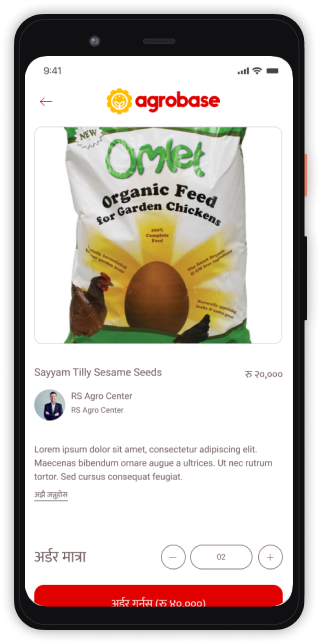 9:41
agrobase
NEW
Omlet
Organic Feed
for Garden Chickens
100%
Complete
Feed
Sayyam Tilly Sesame Seeds
रु २०,०००
RS Agro Center
RS Agro Center
Lorem ipsum dolor sit amet, consectetur adipiscing elit.
Maecenas bibendum ornare augue a ultrices. Ut nec rutrum
tortor. Sed cursus consequat feugiat.
अझै जान्नुहोस
अर्डर मात्रा
02
अर्डर गर्नुस (रु ४०,०००)